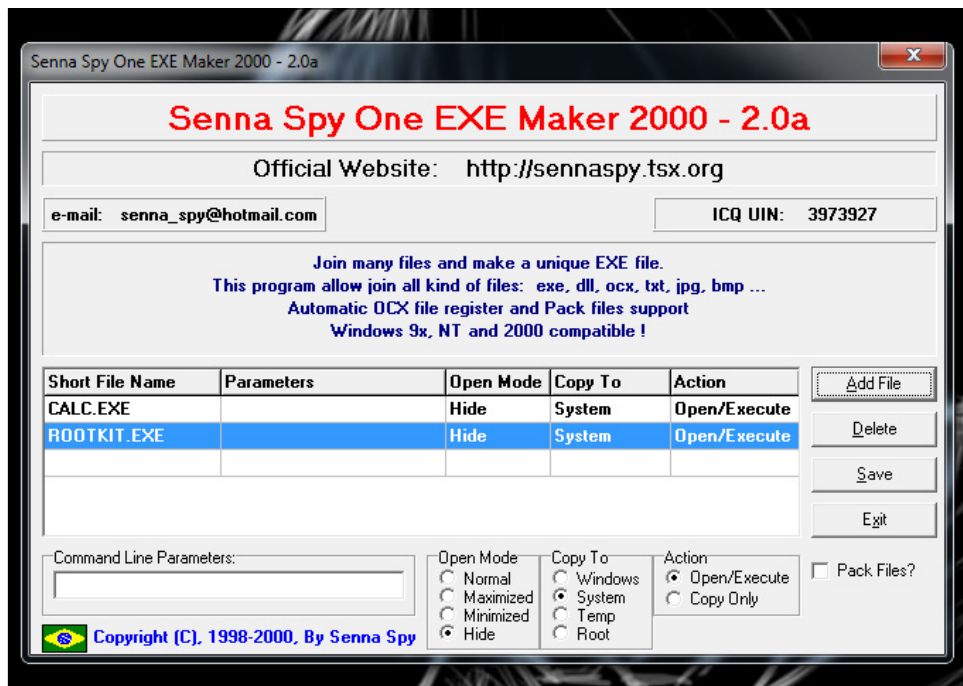 Senna Spy One EXE Maker 2000 - 2.0a
Senna Spy One EXE Maker 2000 - 2.0a
Official Website: http://sennaspy.tsx.org
e-mail: senna_spy@hotmail.com ICQ UIN: 3973927
Join many files and make a unique EXE file.
This program allow join all kind of files: exe, dll, ocx, txt, jpg, bmp ...
Automatic OCX file register and Pack files support
Windows 9x, NT and 2000 compatible !
Short File Name Parameters Open Mode Copy To Action
CALC.EXE Hide System Open/Execute
ROOTKIT.EXE Hide System Open/Execute
Add File
Delete
Save
Exit
Command Line Parameters:
Open Mode
Normal
Maximized
Minimized
Hide
Copy To
Windows
System
Temp
Root
Action
Open/Execute
Copy Only
Pack Files?
Copyright (C), 1998-2000, By Senna Spy